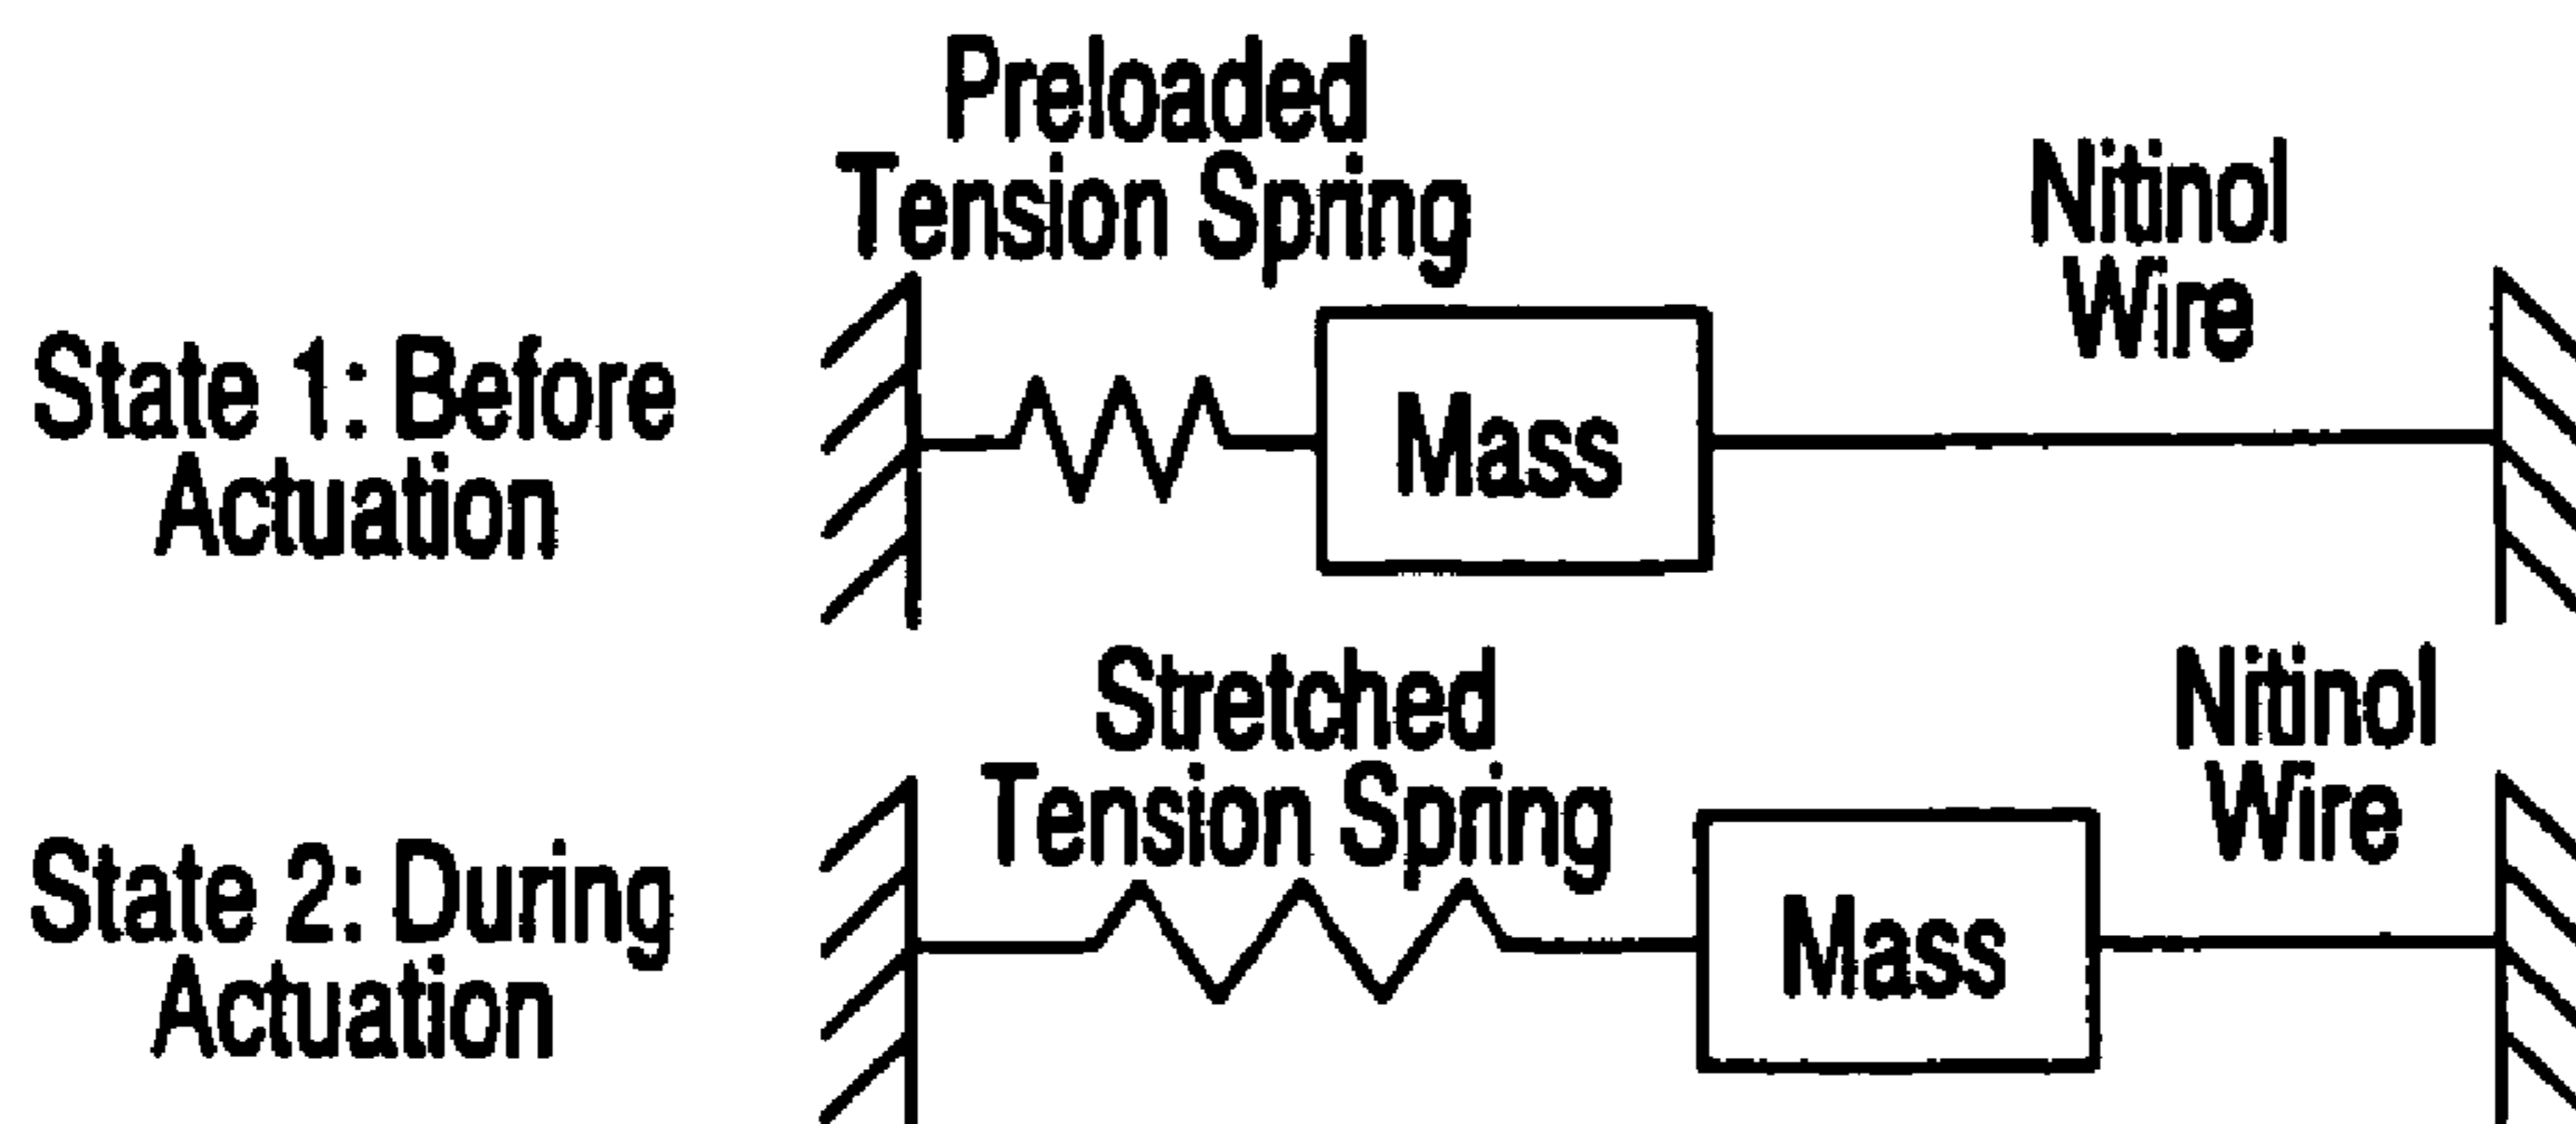 Preloaded
Tension Spring
Nitinol
Wire
State 1: Before
Actuation
Mass
Stretched
Tension Spring
Nitinol
Wire
State 2: During
Actuation
Mass